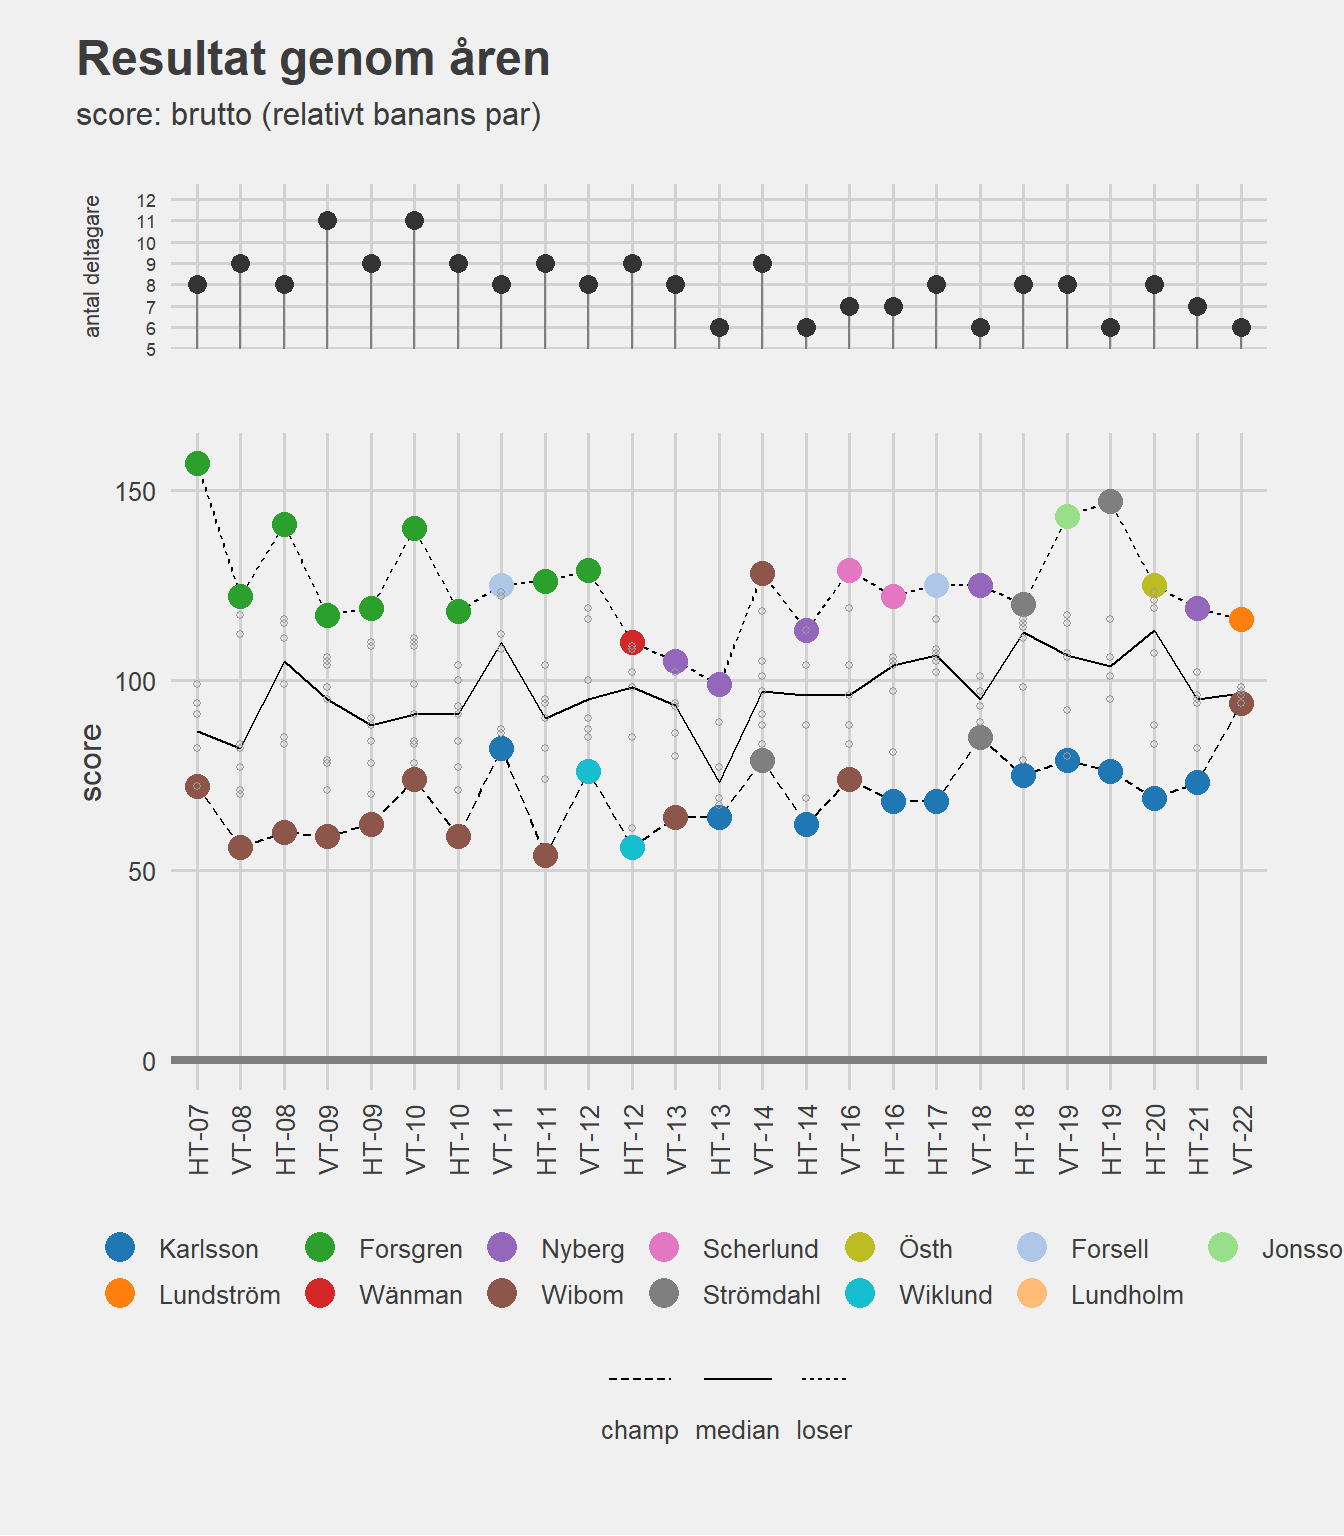 Resultat genom åren
score: brutto (relativt banans par)
antal deltagare
12
11
10
9
8
7
6
5
score
150
100
50
0
HT-07 VT-08 HT-08 VT-09 HT-09 VT-10 HT-10 VT-11 HT-11 VT-12 HT-12 VT-13 HT-13 VT-14 HT-14 VT-16 HT-16 HT-17 VT-18 HT-18 VT-19 HT-19 HT-20 HT-21 VT-22
Karlsson Forsgren Nyberg Scherlund Östh Forsell Jonsso
Lundström Wänman Wibom Strömdahl Wiklund Lundholm
champ median loser